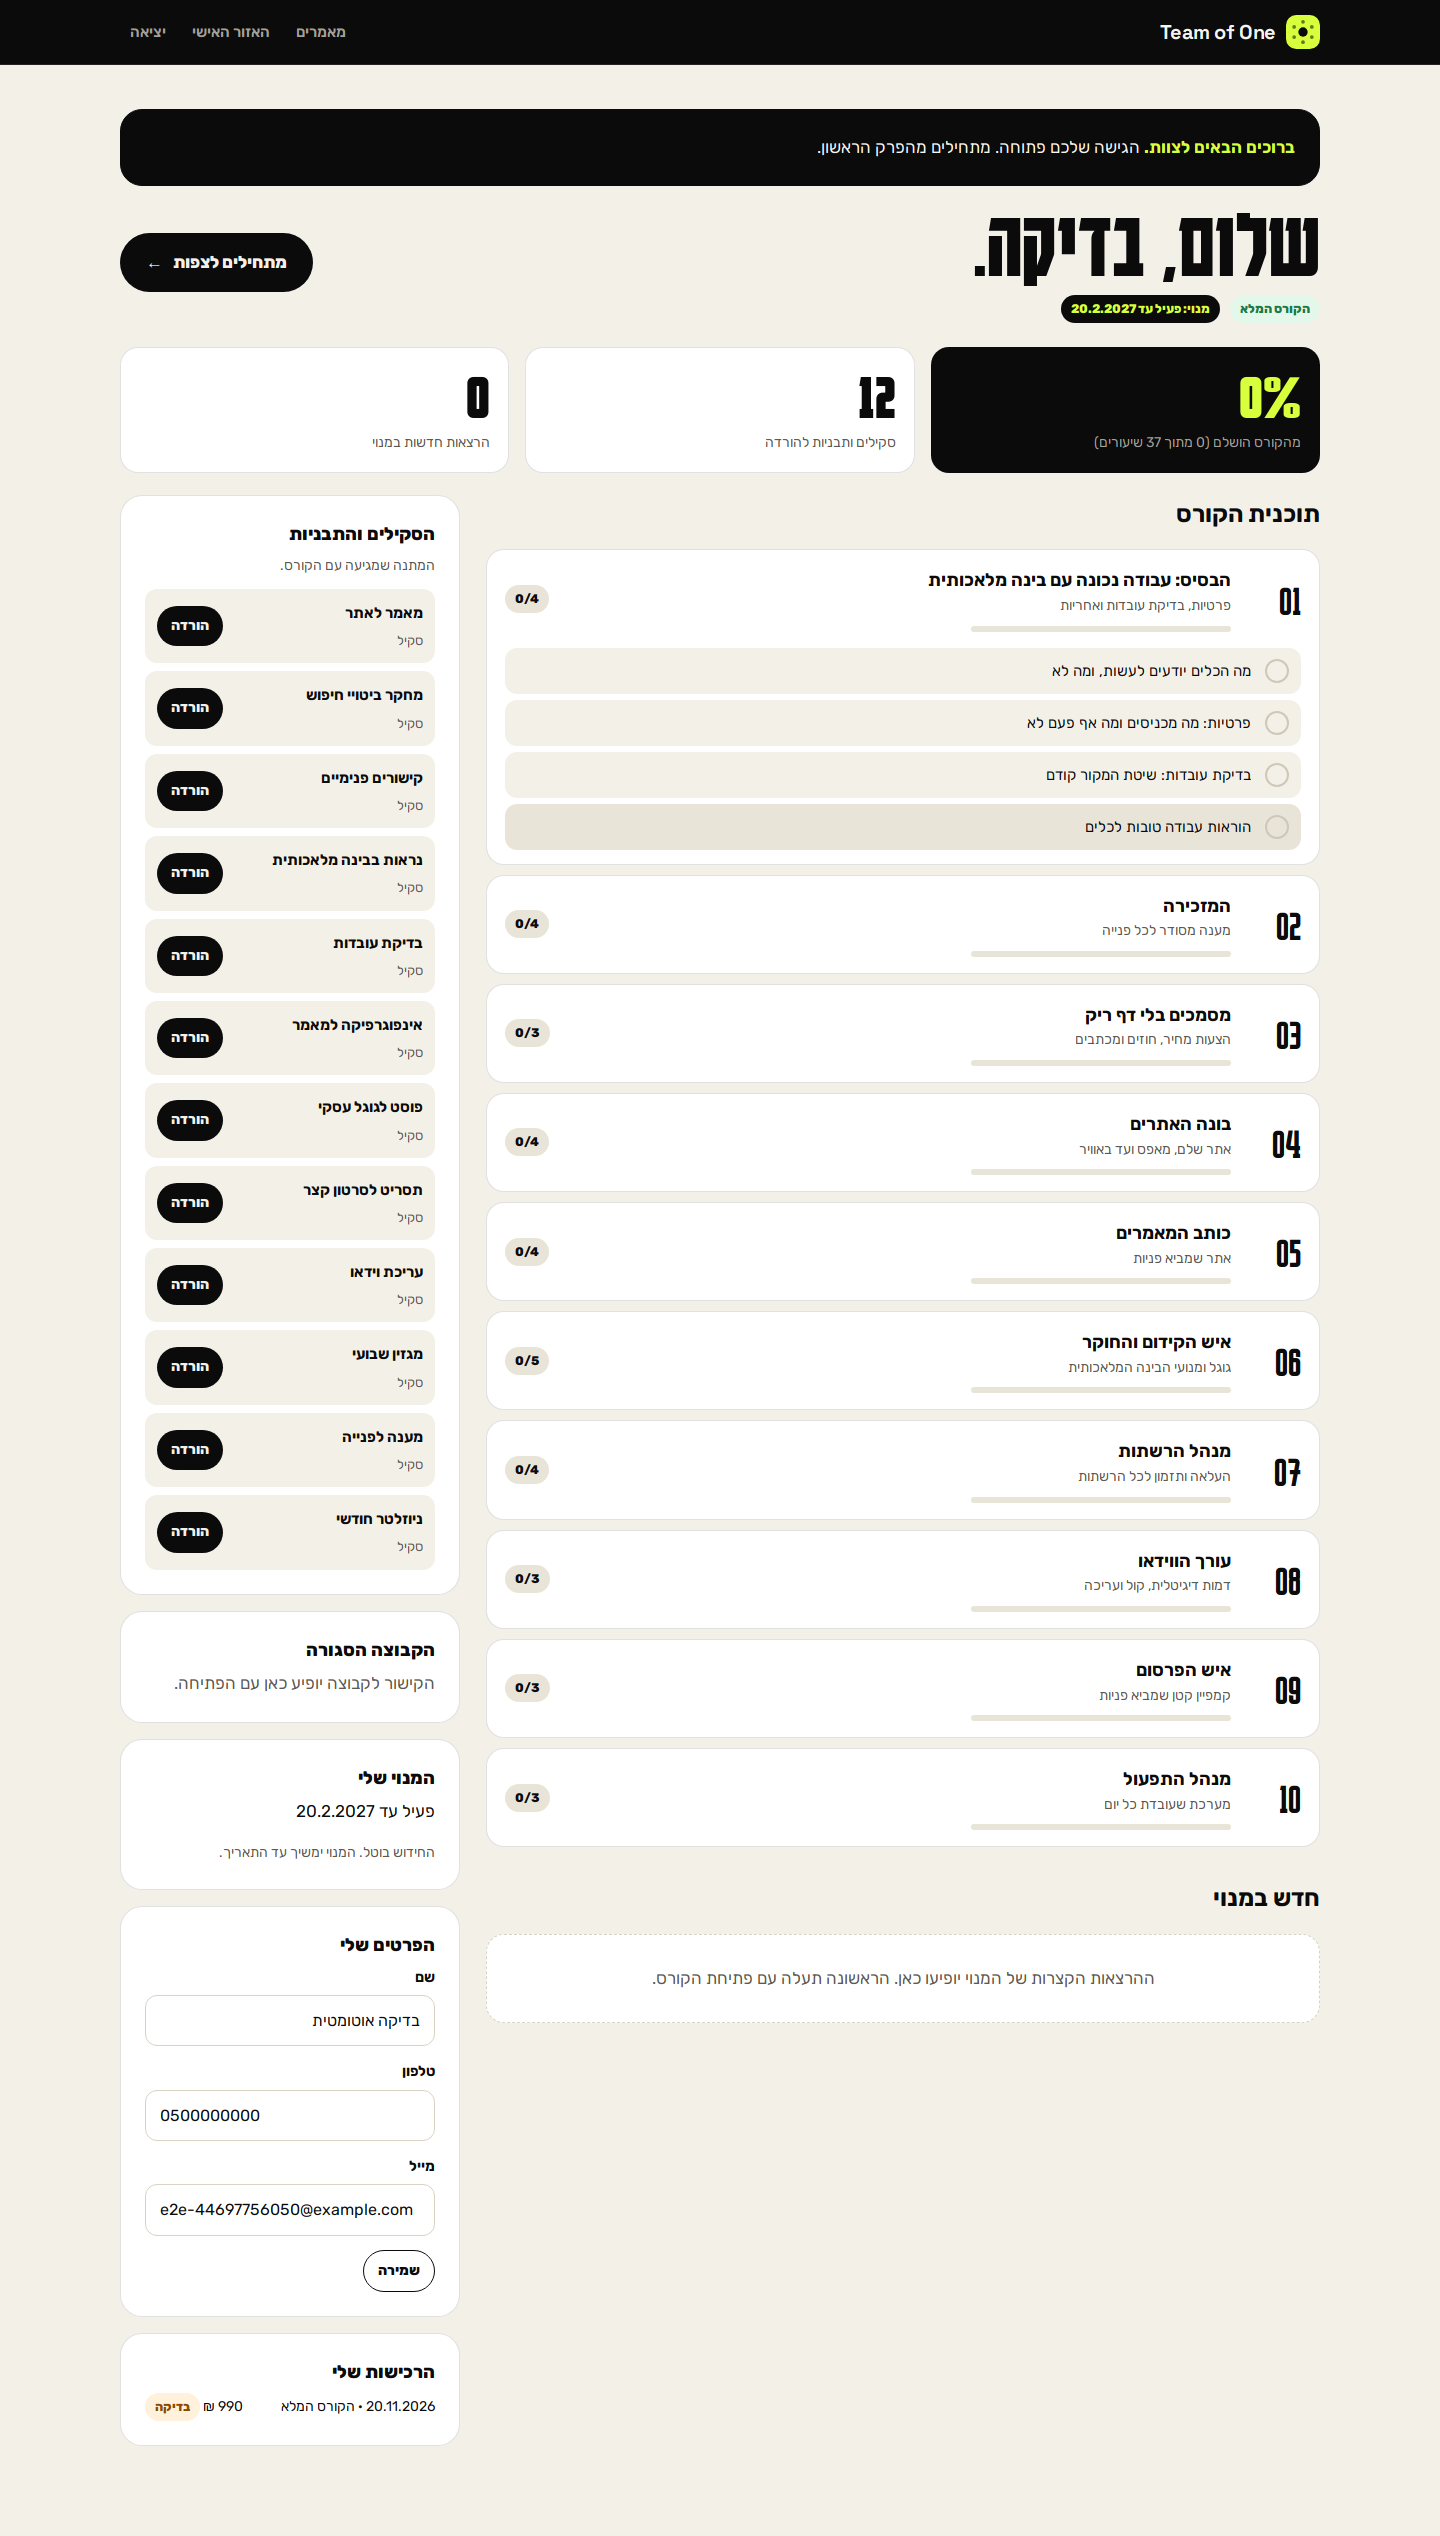 Team of One
מאמרים
האזור האישי
יציאה
ברוכים הבאים לצוות. הגישה שלכם פתוחה. מתחילים מהפרק הראשון.
שלום, בדיקה.
הקורס המלא
מנוי: פעיל עד 20.2.2027
מתחילים לצפות ←
0%
מהקורס הושלם (0 מתוך 37 שיעורים)
12
סקילים ותבניות להורדה
0
הרצאות חדשות במנוי
תוכנית הקורס
01
הבסיס: עבודה נכונה עם בינה מלאכותית
פרטיות, בדיקת עובדות ואחריות
0/4
מה הכלים יודעים לעשות, ומה לא
פרטיות: מה מכניסים ומה אף פעם לא
בדיקת עובדות: שיטת המקור קודם
הוראות עבודה טובות לכלים
02
המזכירה
מענה מסודר לכל פנייה
0/4
03
מסמכים בלי דף ריק
הצעות מחיר, חוזים ומכתבים
0/3
04
בונה האתרים
אתר שלם, מאפס ועד באוויר
0/4
05
כותב המאמרים
אתר שמביא פניות
0/4
06
איש הקידום והחוקר
גוגל ומנועי הבינה המלאכותית
0/5
07
מנהל הרשתות
העלאה ותזמון לכל הרשתות
0/4
08
עורך הווידאו
דמות דיגיטלית, קול ועריכה
0/3
09
איש הפרסום
קמפיין קטן שמביא פניות
0/3
10
מנהל התפעול
מערכת שעובדת כל יום
0/3
חדש במנוי
ההרצאות הקצרות של המנוי יופיעו כאן. הראשונה תעלה עם פתיחת הקורס.
הסקילים והתבניות
המתנה שמגיעה עם הקורס.
מאמר לאתר
סקיל
הורדה
מחקר ביטויי חיפוש
סקיל
הורדה
קישורים פנימיים
סקיל
הורדה
נראות בבינה מלאכותית
סקיל
הורדה
בדיקת עובדות
סקיל
הורדה
אינפוגרפיקה למאמר
סקיל
הורדה
פוסט לגוגל עסקי
סקיל
הורדה
תסריט לסרטון קצר
סקיל
הורדה
עריכת וידאו
סקיל
הורדה
מגזין שבועי
סקיל
הורדה
מענה לפנייה
סקיל
הורדה
ניוזלטר חודשי
סקיל
הורדה
הקבוצה הסגורה
הקישור לקבוצה יופיע כאן עם הפתיחה.
המנוי שלי
פעיל עד 20.2.2027
החידוש בוטל. המנוי ימשיך עד התאריך.
הפרטים שלי
שם
בדיקה אוטומטית
טלפון
0500000000
מייל
e2e-44697756050@example.com
שמירה
הרכישות שלי
20.11.2026 • הקורס המלא
990 ₪ בדיקה